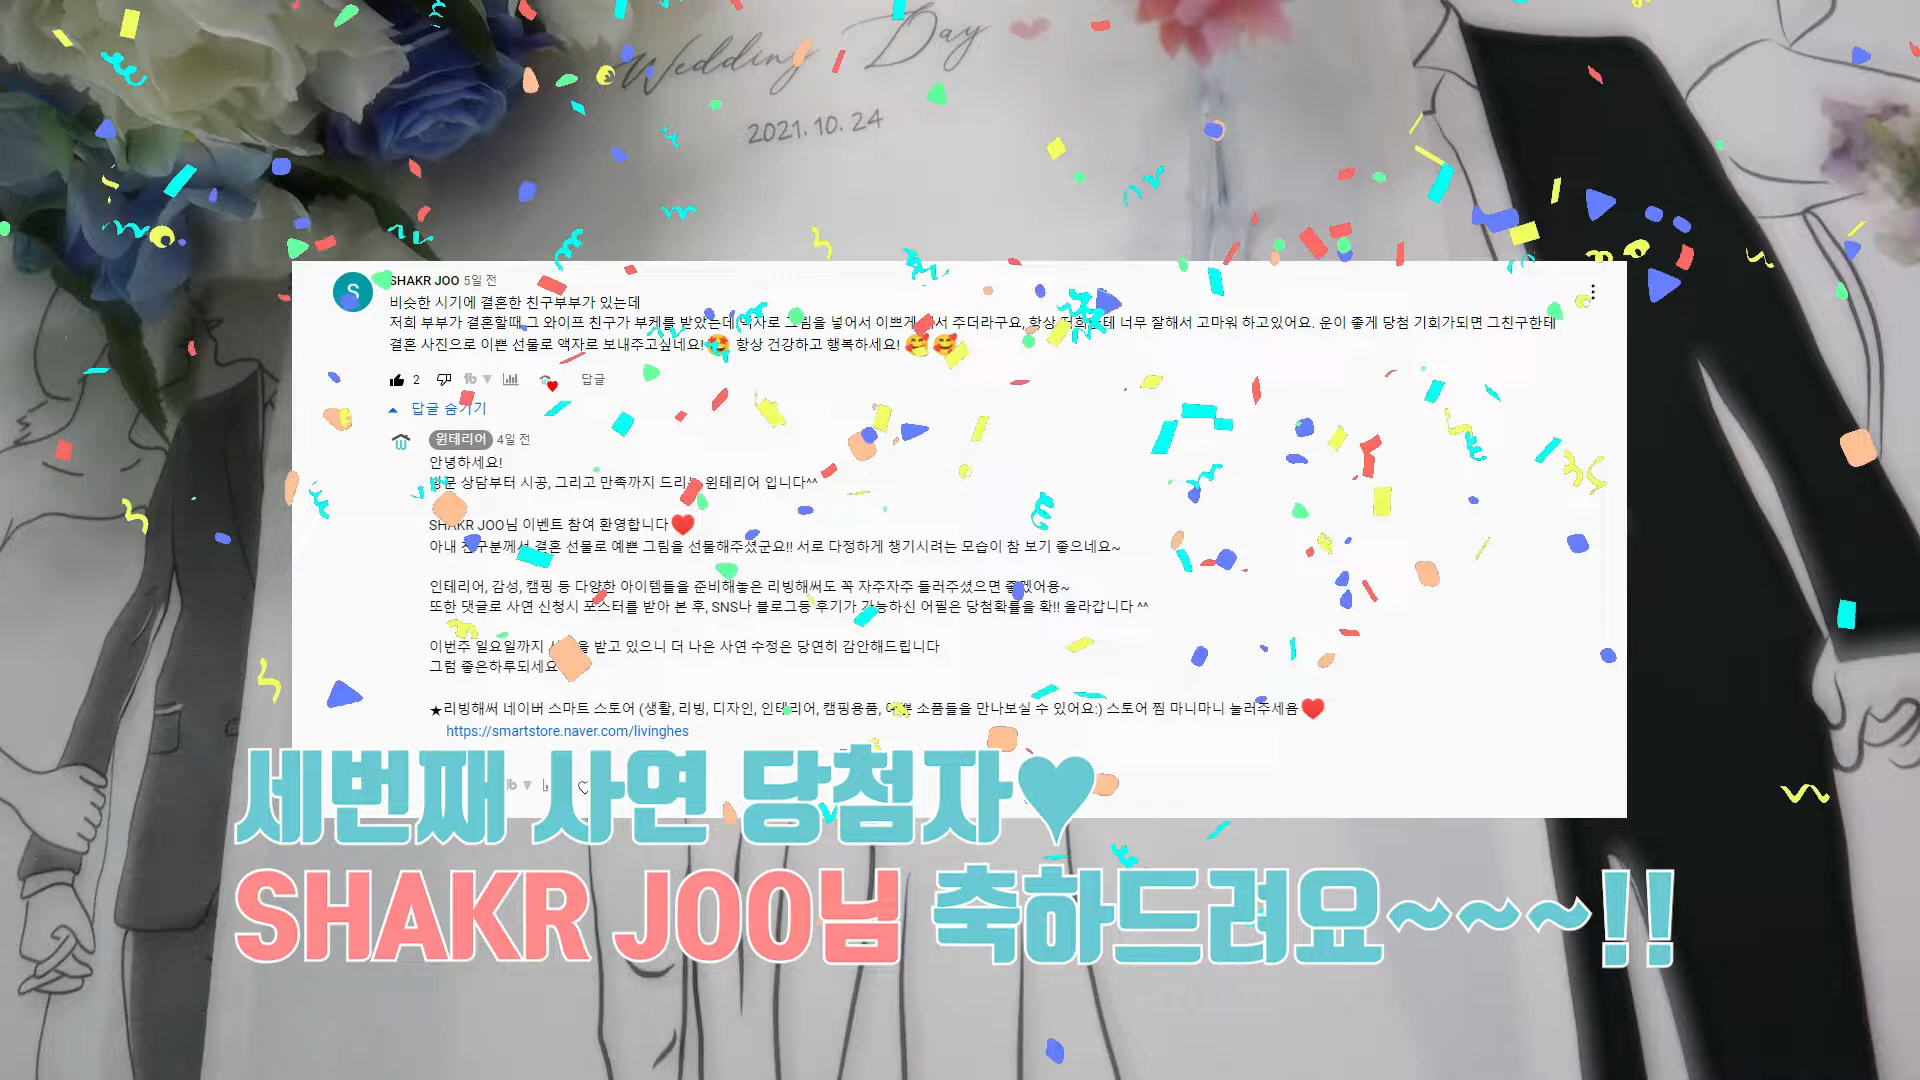 Wedding Day
2021. 10. 24
S
SHAKR JOO 5일 전
비슷한 시기에 결혼한 친구부부가 있는데
저희 부부가 결혼할때 그 와이프 친구가 부케를 받았는데 액자로 그림을 넣어서 이쁘게 해서 주더라구요, 항상 저희한테 너무 잘해서 고마워 하고있어요. 운이 좋게 당첨 기회가되면 그친구한테
결혼 사진으로 이쁜 선물로 액자로 보내주고싶네요!🥰 항상 건강하고 행복하세요! 🥰🥰
2 답글
답글 숨기기
윈테리어 4일 전
안녕하세요!
방문 상담부터 시공, 그리고 만족까지 드리는 윈테리어 입니다^^
SHAKR JOO님 이벤트 참여 환영합니다♥
아내 친구분께서 결혼 선물로 예쁜 그림을 선물해주셨군요!! 서로 다정하게 챙기시려는 모습이 참 보기 좋으네요~
인테리어, 감성, 캠핑 등 다양한 아이템들을 준비해놓은 리빙해써도 꼭 자주자주 들러주셨으면 좋겠어용~
또한 댓글로 사연 신청시 포스터를 받아 본 후, SNS나 블로그등 후기가 가능하신 어필은 당첨확률을 확!! 올라갑니다 ^^
이번주 일요일까지 사연을 받고 있으니 더 나은 사연 수정은 당연히 감안해드립니다
그럼 좋은하루되세요
★리빙해써 네이버 스마트 스토어 (생활, 리빙, 디자인, 인테리어, 캠핑용품, 예쁜 소품들을 만나보실 수 있어요:) 스토어 찜 마니마니 눌러주세욤♥
https://smartstore.naver.com/livinghes
세번째 사연 당첨자♥
SHAKR JOO님 축하드려요~~~!!